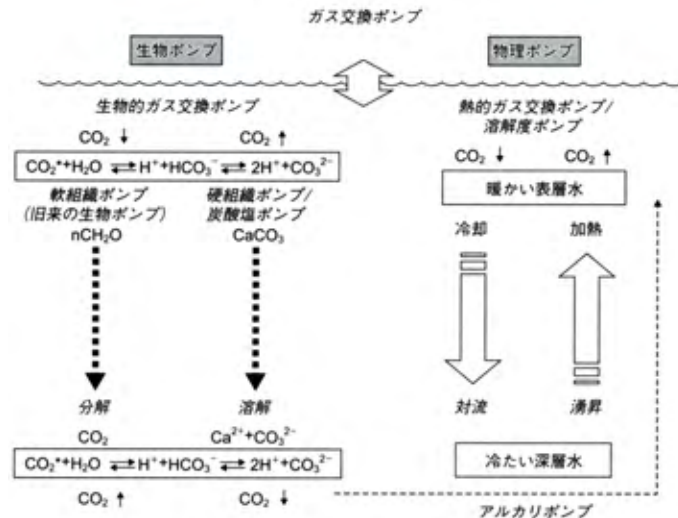 ガス交換ポンプ
生物ポンプ
物理ポンプ
生物的ガス交換ポンプ
CO₂ ↓ CO₂ ↑
CO₂*+H₂O ⇌ H⁺+HCO₃⁻ ⇌ 2H⁺+CO₃²⁻
軟組織ポンプ
(旧来の生物ポンプ)
nCH₂O
硬組織ポンプ/
炭酸塩ポンプ
CaCO₃
分解
溶解
CO₂ Ca²⁺+CO₃²⁻
CO₂*+H₂O ⇌ H⁺+HCO₃⁻ ⇌ 2H⁺+CO₃²⁻
CO₂ ↑ CO₂ ↓
熱的ガス交換ポンプ/
溶解度ポンプ
CO₂ ↓ CO₂ ↑
暖かい表層水
冷却 加熱
対流 湧昇
冷たい深層水
アルカリポンプ